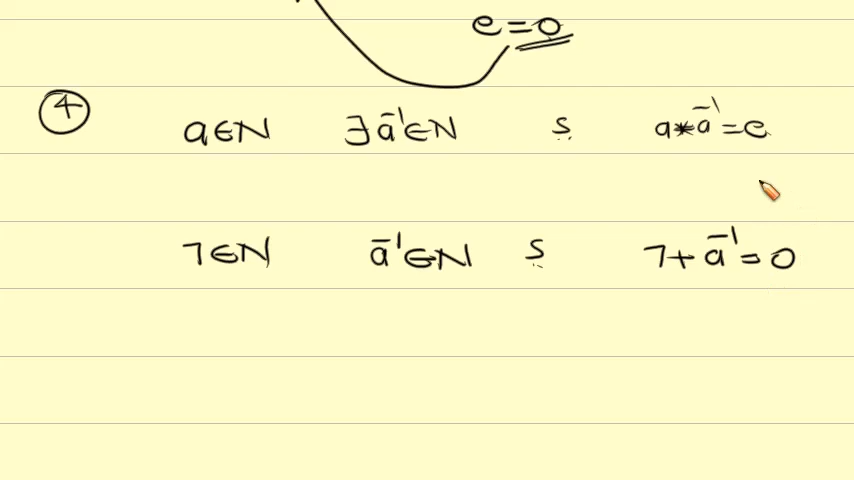 e=0
④ a∈N ∃ a⁻¹∈N a*a⁻¹=e
7∈N a⁻¹∈N 7+a⁻¹=0